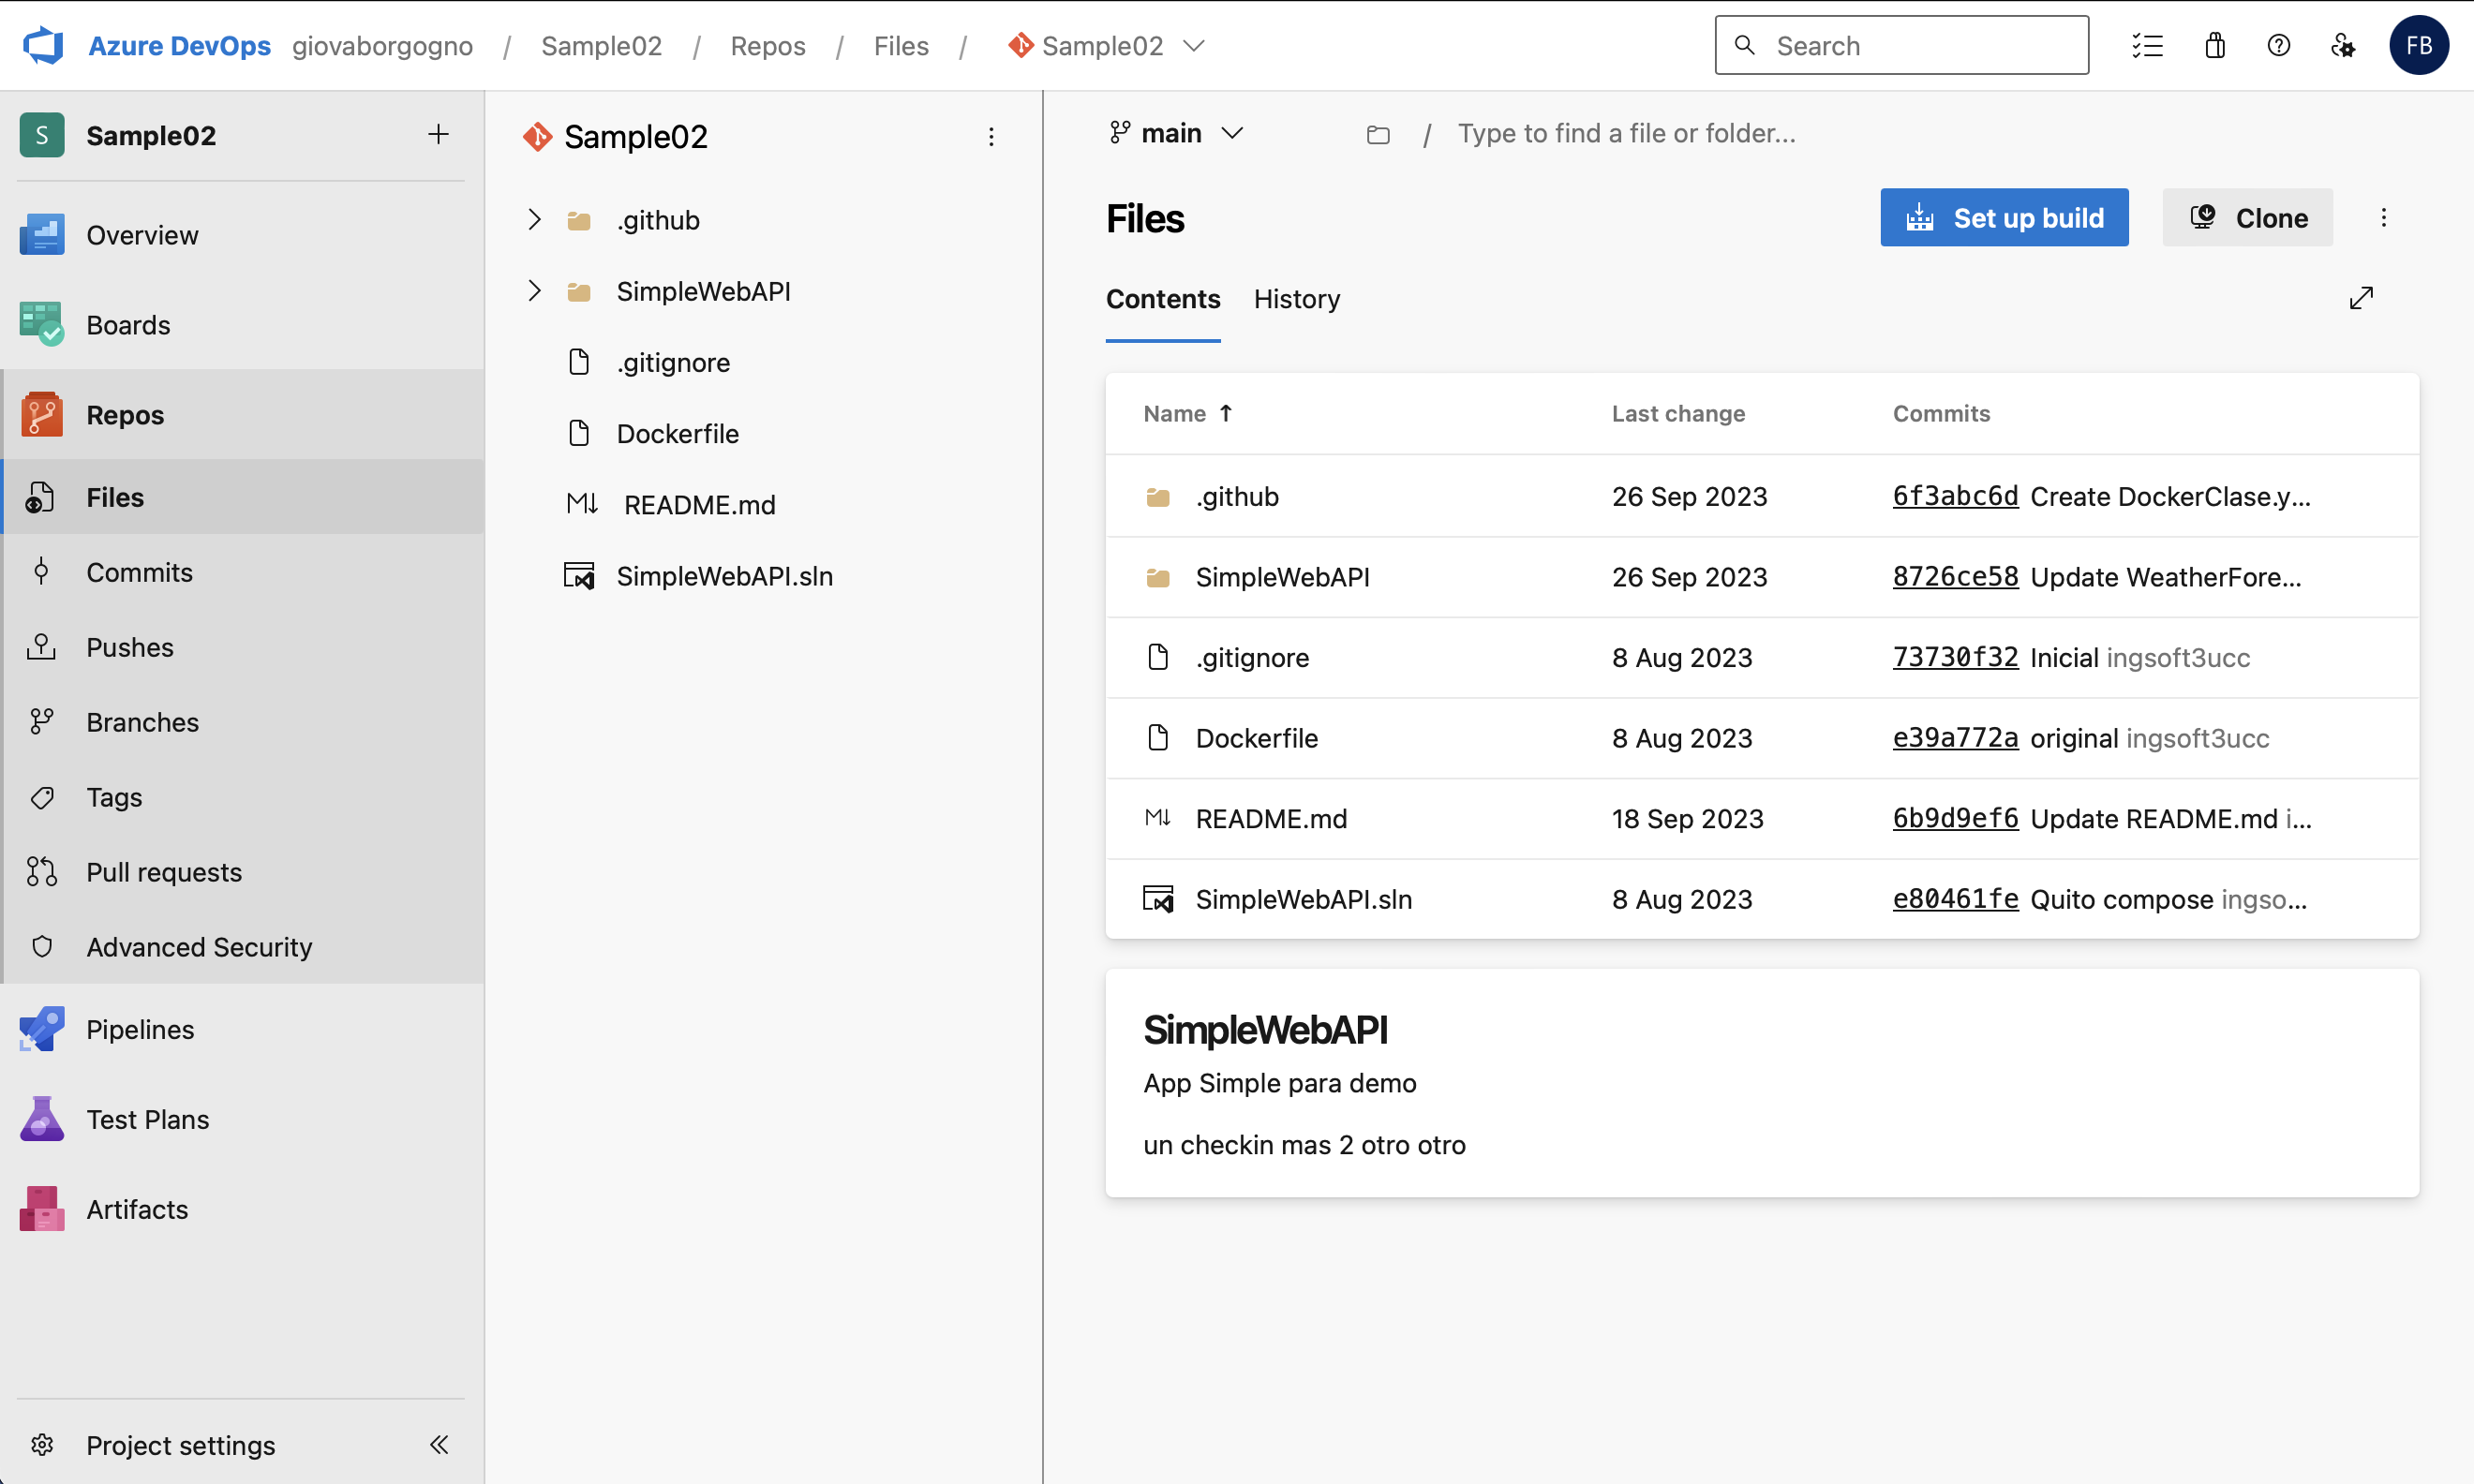 Azure DevOps giovaborgogno / Sample02 / Repos / Files / Sample02
Search
FB
S Sample02
Overview
Boards
Repos
Files
Commits
Pushes
Branches
Tags
Pull requests
Advanced Security
Pipelines
Test Plans
Artifacts
Project settings
Sample02
.github
SimpleWebAPI
.gitignore
Dockerfile
README.md
SimpleWebAPI.sln
main / Type to find a file or folder...
Files
Set up build
Clone
Contents History
Name Last change Commits
.github 26 Sep 2023 6f3abc6d Create DockerClase.y...
SimpleWebAPI 26 Sep 2023 8726ce58 Update WeatherFore...
.gitignore 8 Aug 2023 73730f32 Inicial ingsoft3ucc
Dockerfile 8 Aug 2023 e39a772a original ingsoft3ucc
README.md 18 Sep 2023 6b9d9ef6 Update README.md i...
SimpleWebAPI.sln 8 Aug 2023 e80461fe Quito compose ingso...
SimpleWebAPI
App Simple para demo
un checkin mas 2 otro otro